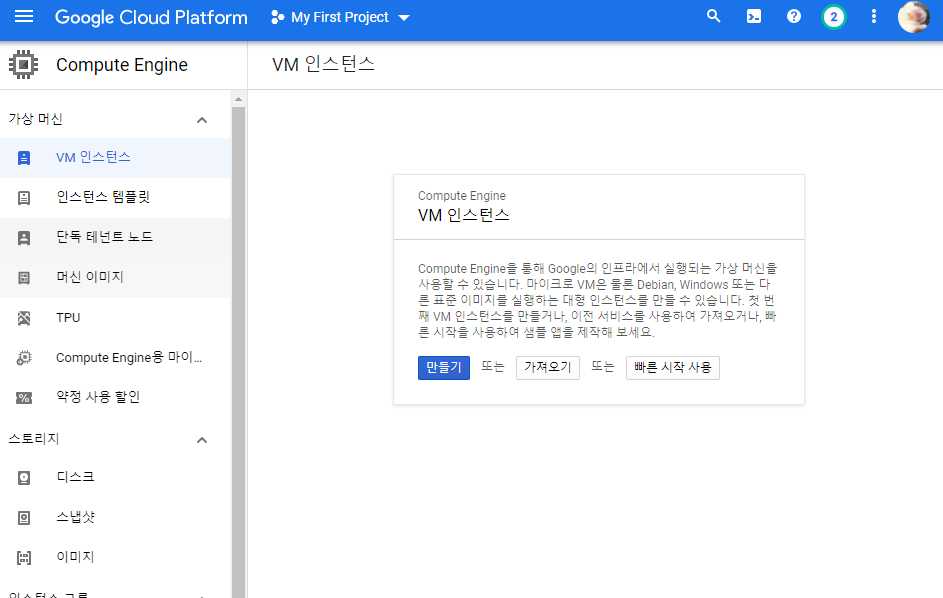 Google Cloud Platform
My First Project
2
Compute Engine
VM 인스턴스
가상 머신
VM 인스턴스
인스턴스 템플릿
단독 테넌트 노드
머신 이미지
TPU
Compute Engine용 마이...
약정 사용 할인
스토리지
디스크
스냅샷
이미지
인스턴스 그룹
Compute Engine
VM 인스턴스
Compute Engine을 통해 Google의 인프라에서 실행되는 가상 머신을
사용할 수 있습니다. 마이크로 VM은 물론 Debian, Windows 또는 다
른 표준 이미지를 실행하는 대형 인스턴스를 만들 수 있습니다. 첫 번
째 VM 인스턴스를 만들거나, 이전 서비스를 사용하여 가져오거나, 빠
른 시작을 사용하여 샘플 앱을 제작해 보세요.
만들기 또는 가져오기 또는 빠른 시작 사용